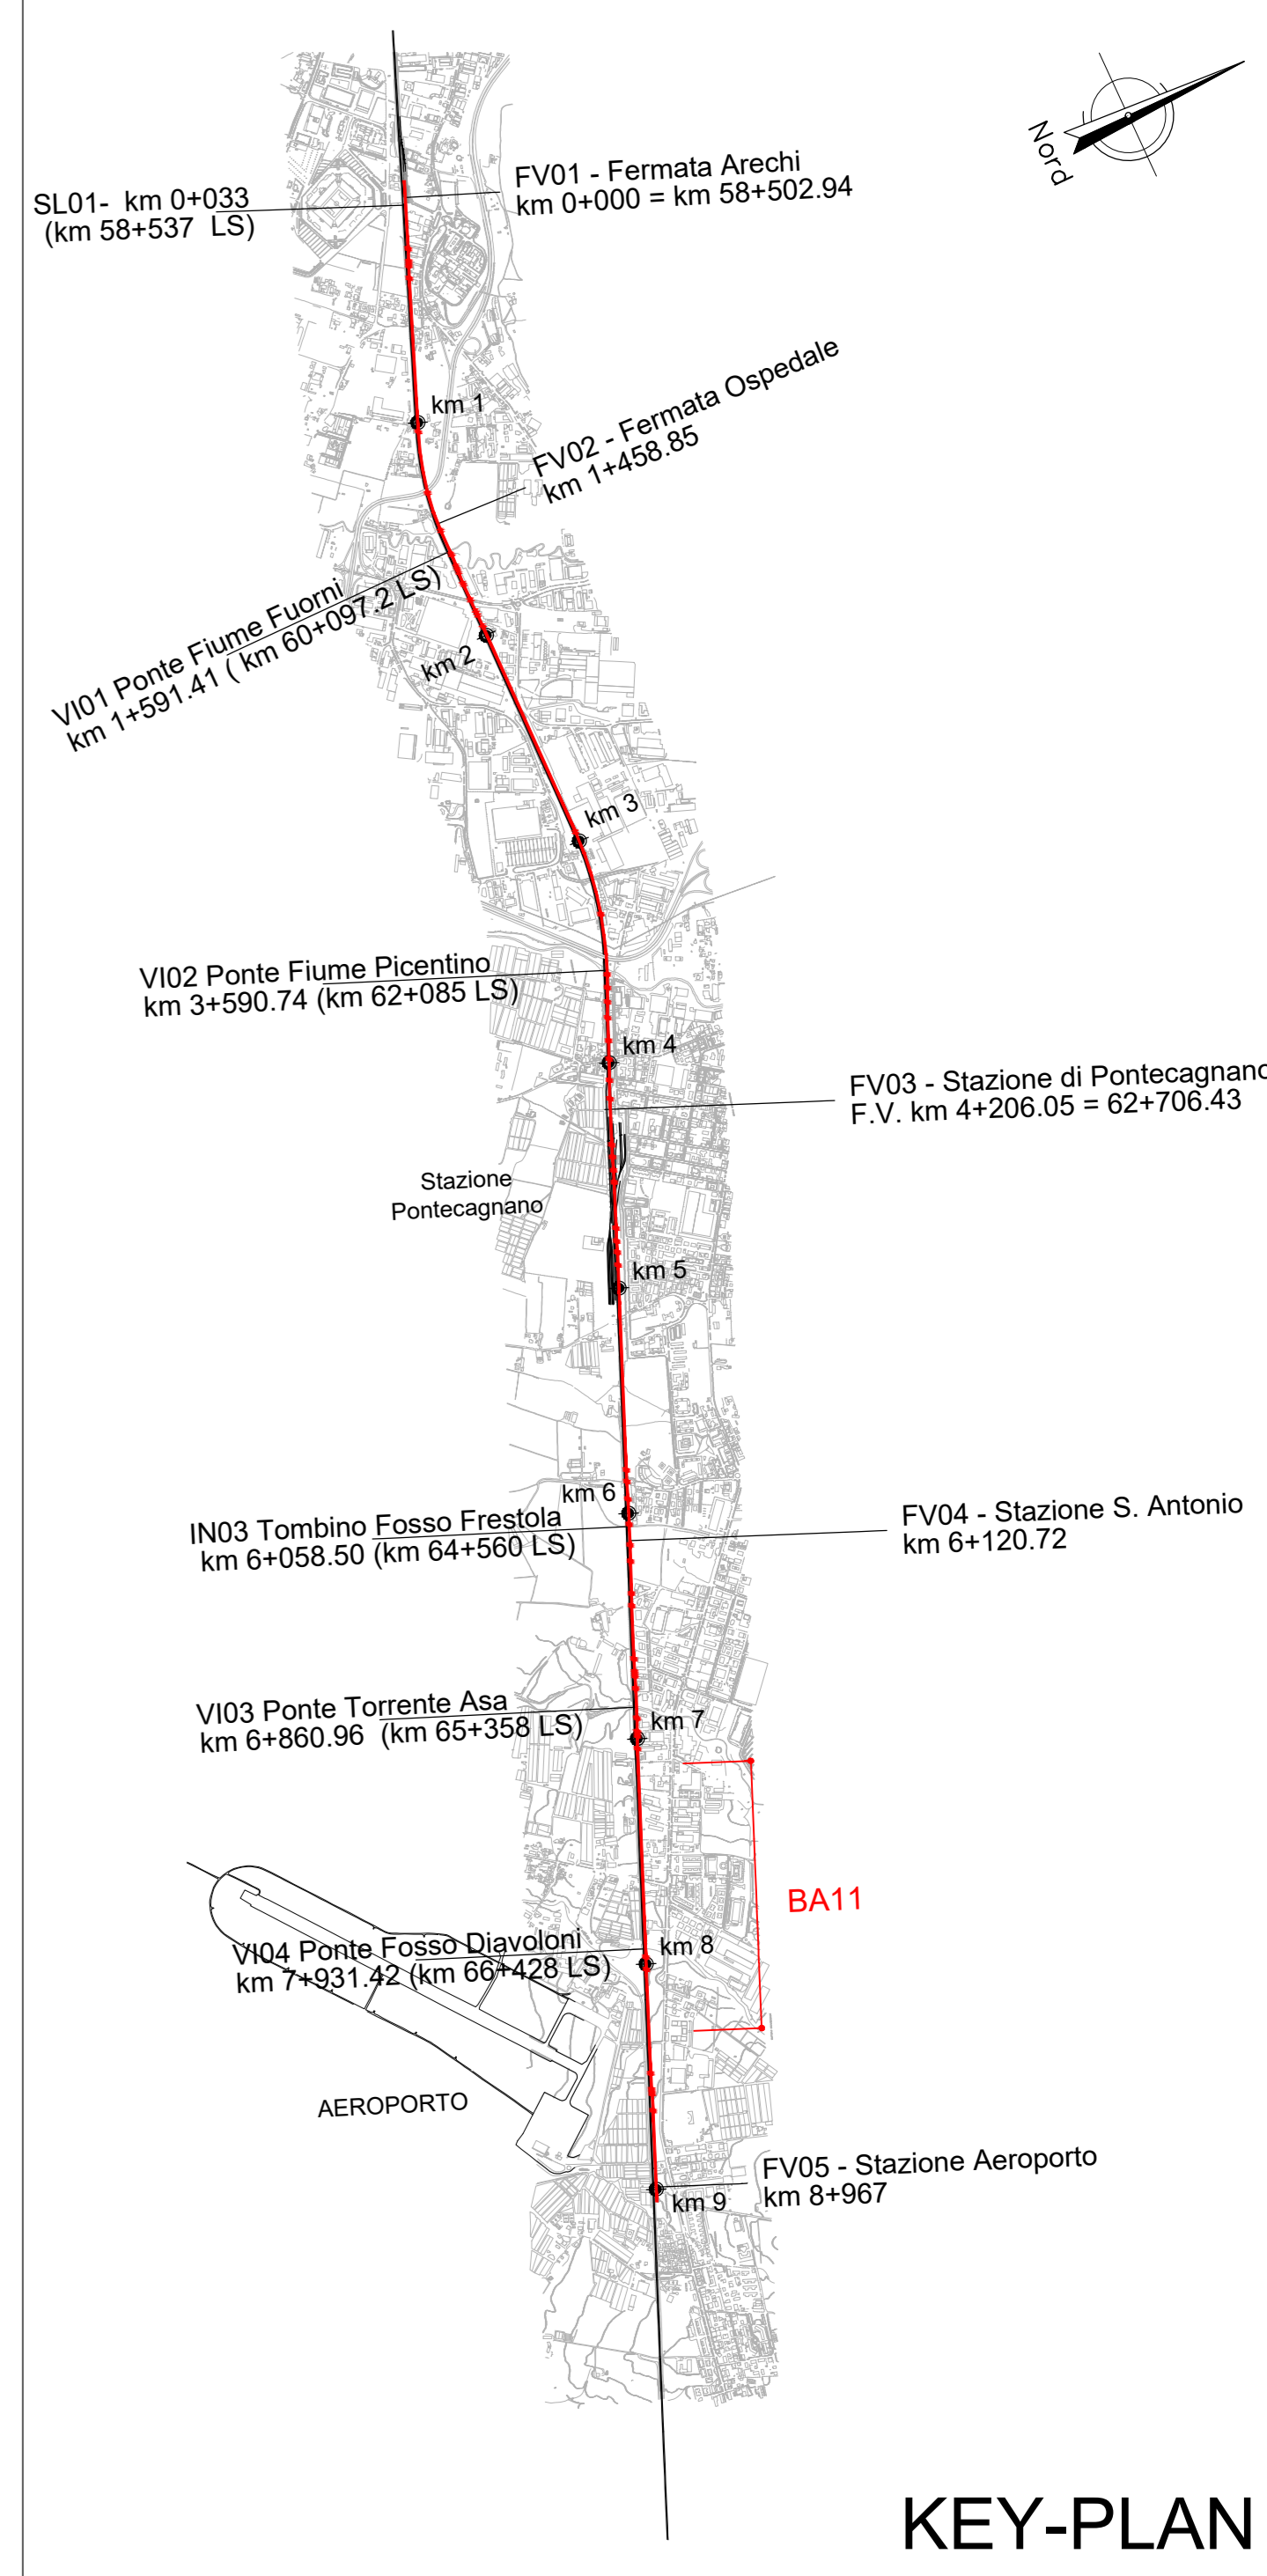 Nord
FV01 - Fermata Arechi
km 0+000 = km 58+502.94
SL01- km 0+033
(km 58+537 LS)
km 1
FV02 - Fermata Ospedale
km 1+458.85
VI01 Ponte Fiume Fuorni
km 1+591.41 ( km 60+097.2 LS)
km 2
km 3
VI02 Ponte Fiume Picentino
km 3+590.74 (km 62+085 LS)
km 4
FV03 - Stazione di Pontecagnano
F.V. km 4+206.05 = 62+706.43
Stazione
Pontecagnano
km 5
km 6
IN03 Tombino Fosso Frestola
km 6+058.50 (km 64+560 LS)
FV04 - Stazione S. Antonio
km 6+120.72
VI03 Ponte Torrente Asa
km 6+860.96 (km 65+358 LS)
km 7
BA11
VI04 Ponte Fosso Diavoloni
km 7+931.42 (km 66+428 LS)
km 8
AEROPORTO
FV05 - Stazione Aeroporto
km 8+967
km 9
KEY-PLAN